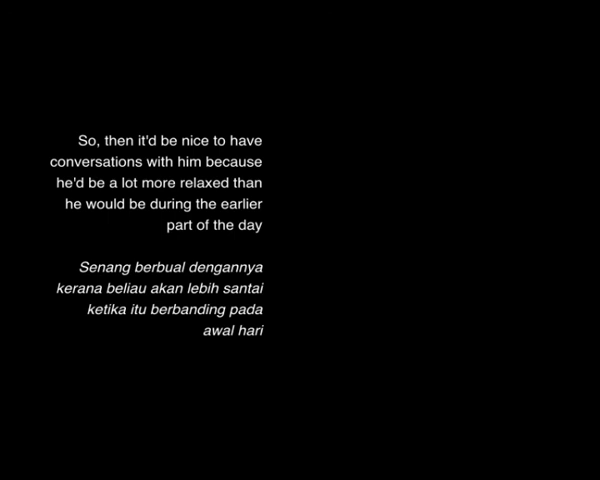 So, then it'd be nice to have
conversations with him because
he'd be a lot more relaxed than
he would be during the earlier
part of the day
Senang berbual dengannya
kerana beliau akan lebih santai
ketika itu berbanding pada
awal hari